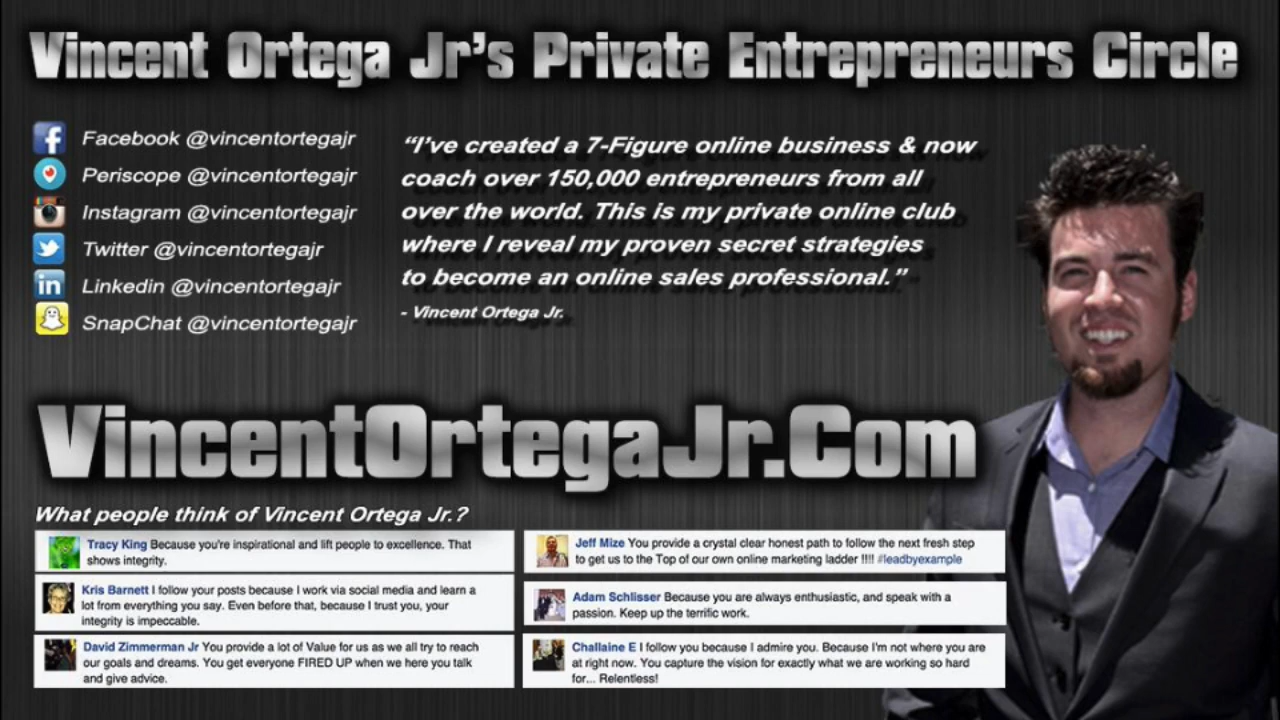 Vincent Ortega Jr's Private Entrepreneurs Circle
Facebook @vincentortegajr
Periscope @vincentortegajr
Instagram @vincentortegajr
Twitter @vincentortegajr
Linkedin @vincentortegajr
SnapChat @vincentortegajr
“I've created a 7-Figure online business & now
coach over 150,000 entrepreneurs from all
over the world. This is my private online club
where I reveal my proven secret strategies
to become an online sales professional.”
- Vincent Ortega Jr.
VincentOrtegaJr.Com
What people think of Vincent Ortega Jr.?
Tracy King Because you're inspirational and lift people to excellence. That
shows integrity.
Kris Barnett I follow your posts because I work via social media and learn a
lot from everything you say. Even before that, because I trust you, your
integrity is impeccable.
David Zimmerman Jr You provide a lot of Value for us as we all try to reach
our goals and dreams. You get everyone FIRED UP when we here you talk
and give advice.
Jeff Mize You provide a crystal clear honest path to follow the next fresh step
to get us to the Top of our own online marketing ladder !!!! #leadbyexample
Adam Schlisser Because you are always enthusiastic, and speak with a
passion. Keep up the terrific work.
Challaine E I follow you because I admire you. Because I'm not where you are
at right now. You capture the vision for exactly what we are working so hard
for... Relentless!